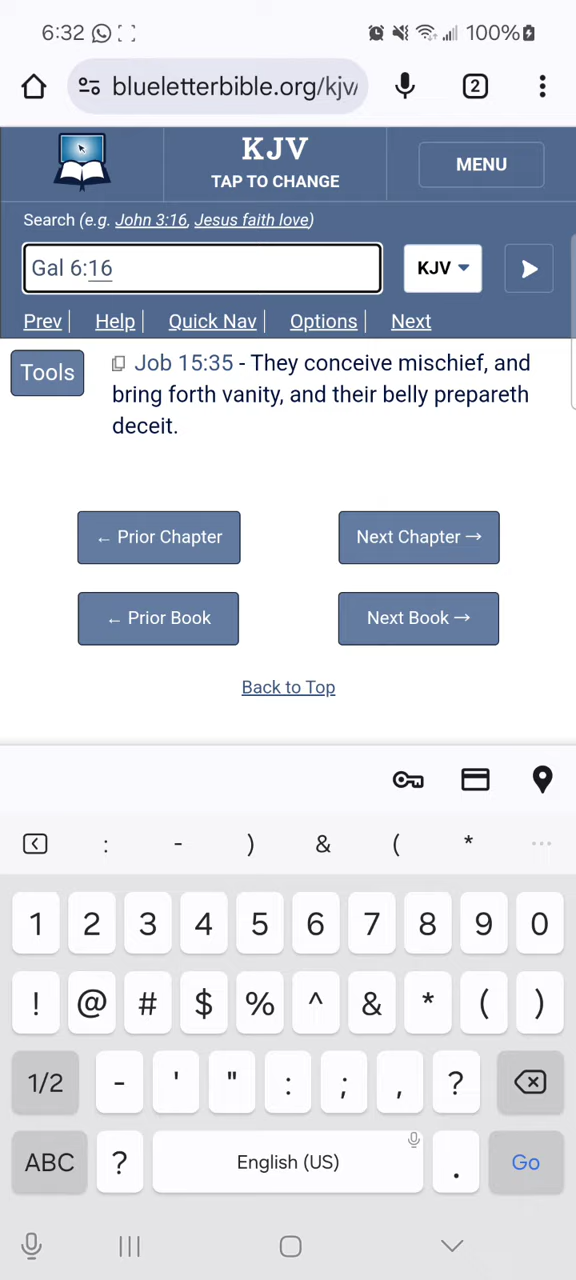 6:32 100%
blueletterbible.org/kjv/ 2
KJV
TAP TO CHANGE
MENU
Search (e.g. John 3:16, Jesus faith love)
Gal 6:16 KJV
Prev | Help | Quick Nav | Options | Next
Tools Job 15:35 - They conceive mischief, and
bring forth vanity, and their belly prepareth
deceit.
← Prior Chapter Next Chapter →
← Prior Book Next Book →
Back to Top
: - ) & ( * ...
1 2 3 4 5 6 7 8 9 0
! @ # $ % ^ & * ( )
1/2 - ' " : ; , ?
ABC ? English (US) . Go